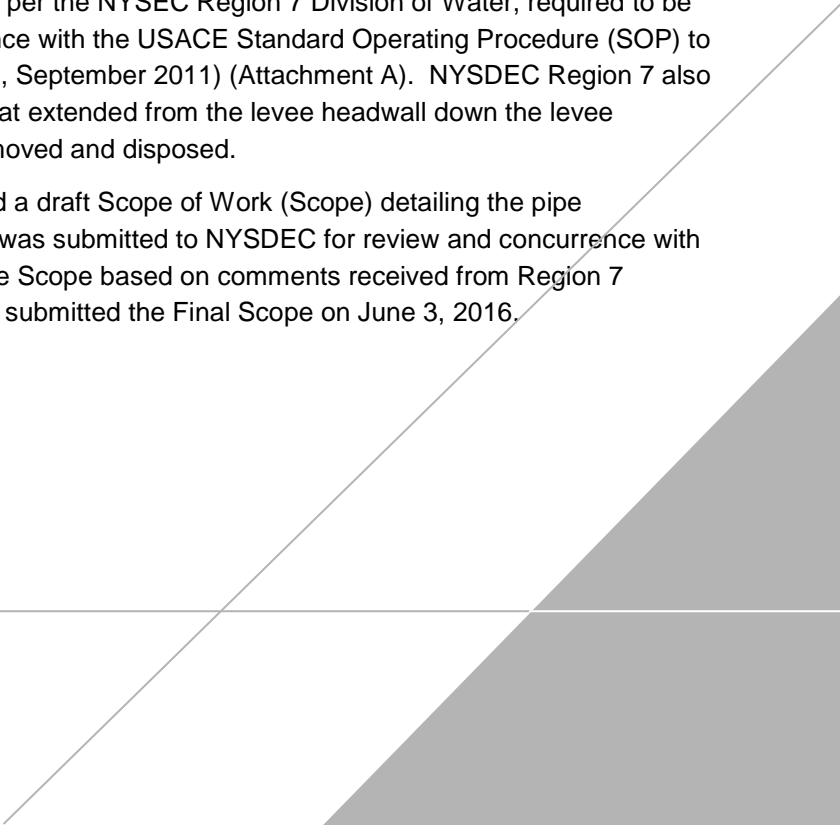 per the NYSEC Region 7 Division of Water, required to be
nce with the USACE Standard Operating Procedure (SOP) to
, September 2011) (Attachment A). NYSDEC Region 7 also
at extended from the levee headwall down the levee
moved and disposed.
d a draft Scope of Work (Scope) detailing the pipe
was submitted to NYSDEC for review and concurrence with
e Scope based on comments received from Region 7
submitted the Final Scope on June 3, 2016.